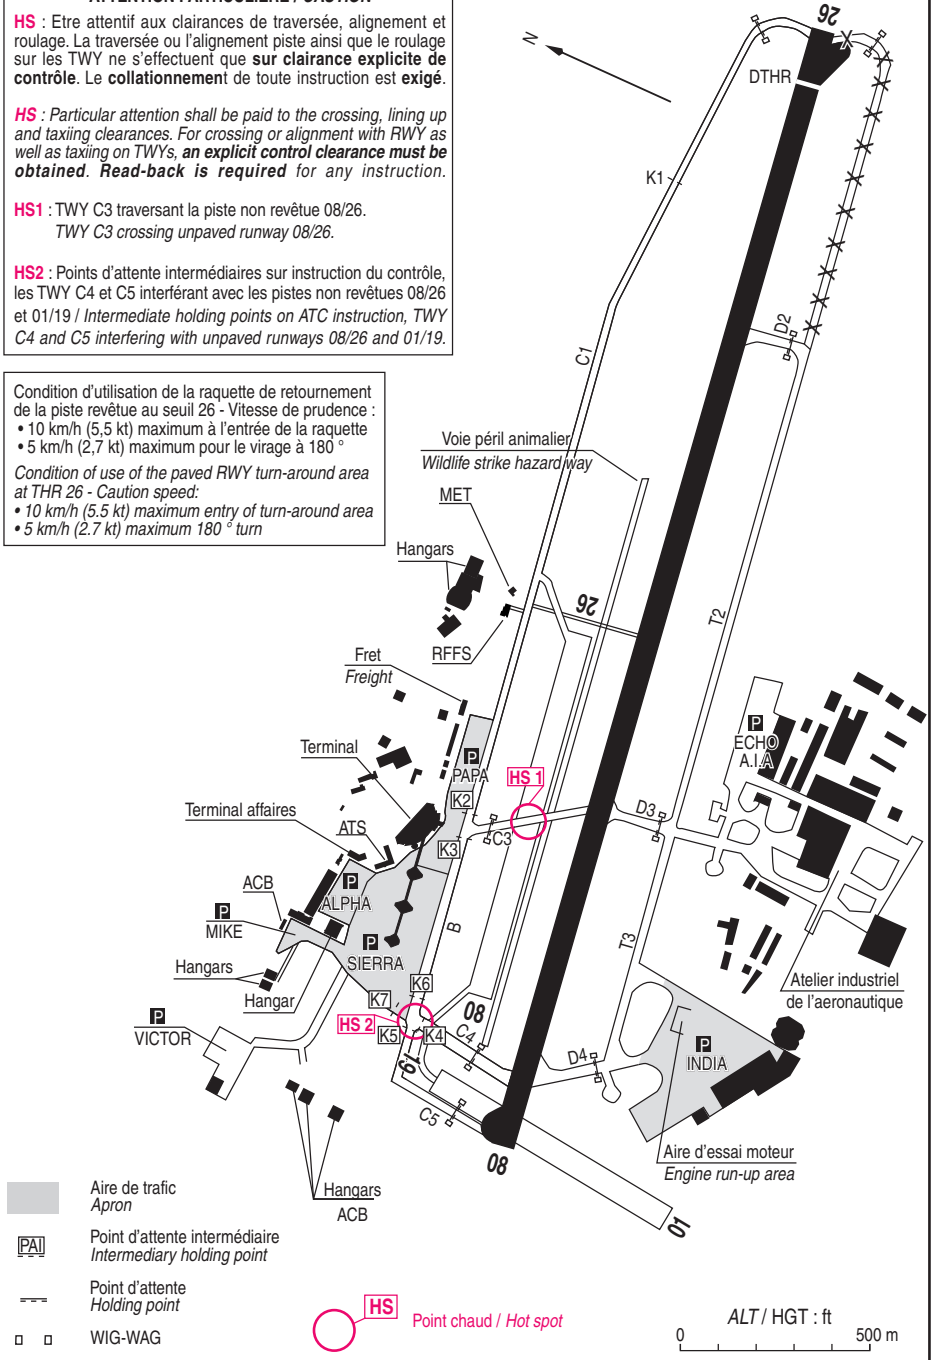 ATTENTION PARTICULIÈRE / CAUTION
HS : Etre attentif aux clairances de traversée, alignement et
roulage. La traversée ou l'alignement piste ainsi que le roulage
sur les TWY ne s'effectuent que sur clairance explicite de
contrôle. Le collationnement de toute instruction est exigé.
HS : Particular attention shall be paid to the crossing, lining up
and taxiing clearances. For crossing or alignment with RWY as
well as taxiing on TWYs, an explicit control clearance must be
obtained. Read-back is required for any instruction.
HS1 : TWY C3 traversant la piste non revêtue 08/26.
TWY C3 crossing unpaved runway 08/26.
HS2 : Points d'attente intermédiaires sur instruction du contrôle,
les TWY C4 et C5 interférant avec les pistes non revêtues 08/26
et 01/19 / Intermediate holding points on ATC instruction, TWY
C4 and C5 interfering with unpaved runways 08/26 and 01/19.
Condition d'utilisation de la raquette de retournement
de la piste revêtue au seuil 26 - Vitesse de prudence :
• 10 km/h (5,5 kt) maximum à l'entrée de la raquette
• 5 km/h (2,7 kt) maximum pour le virage à 180 °
Condition of use of the paved RWY turn-around area
at THR 26 - Caution speed:
• 10 km/h (5.5 kt) maximum entry of turn-around area
• 5 km/h (2.7 kt) maximum 180 ° turn
N
26
DTHR
K1
D2
C1
Voie péril animalier
Wildlife strike hazard way
MET
Hangars
26
T2
RFFS
Fret
Freight
P
ECHO
A.I.A
Terminal
P
PAPA
HS 1
K2
Terminal affaires
D3
ATS
K3
C3
ACB
P
ALPHA
P
MIKE
B
T3
P
SIERRA
Hangars
K6
Atelier industriel
de l'aeronautique
K7
Hangar
08
P
VICTOR
HS 2
K5
K4
C4
P
INDIA
D4
19
C5
08
Aire d'essai moteur
Engine run-up area
Hangars
ACB
01
Aire de trafic
Apron
PAI
Point d'attente intermédiaire
Intermediary holding point
Point d'attente
Holding point
WIG-WAG
HS
Point chaud / Hot spot
ALT / HGT : ft
0
500 m